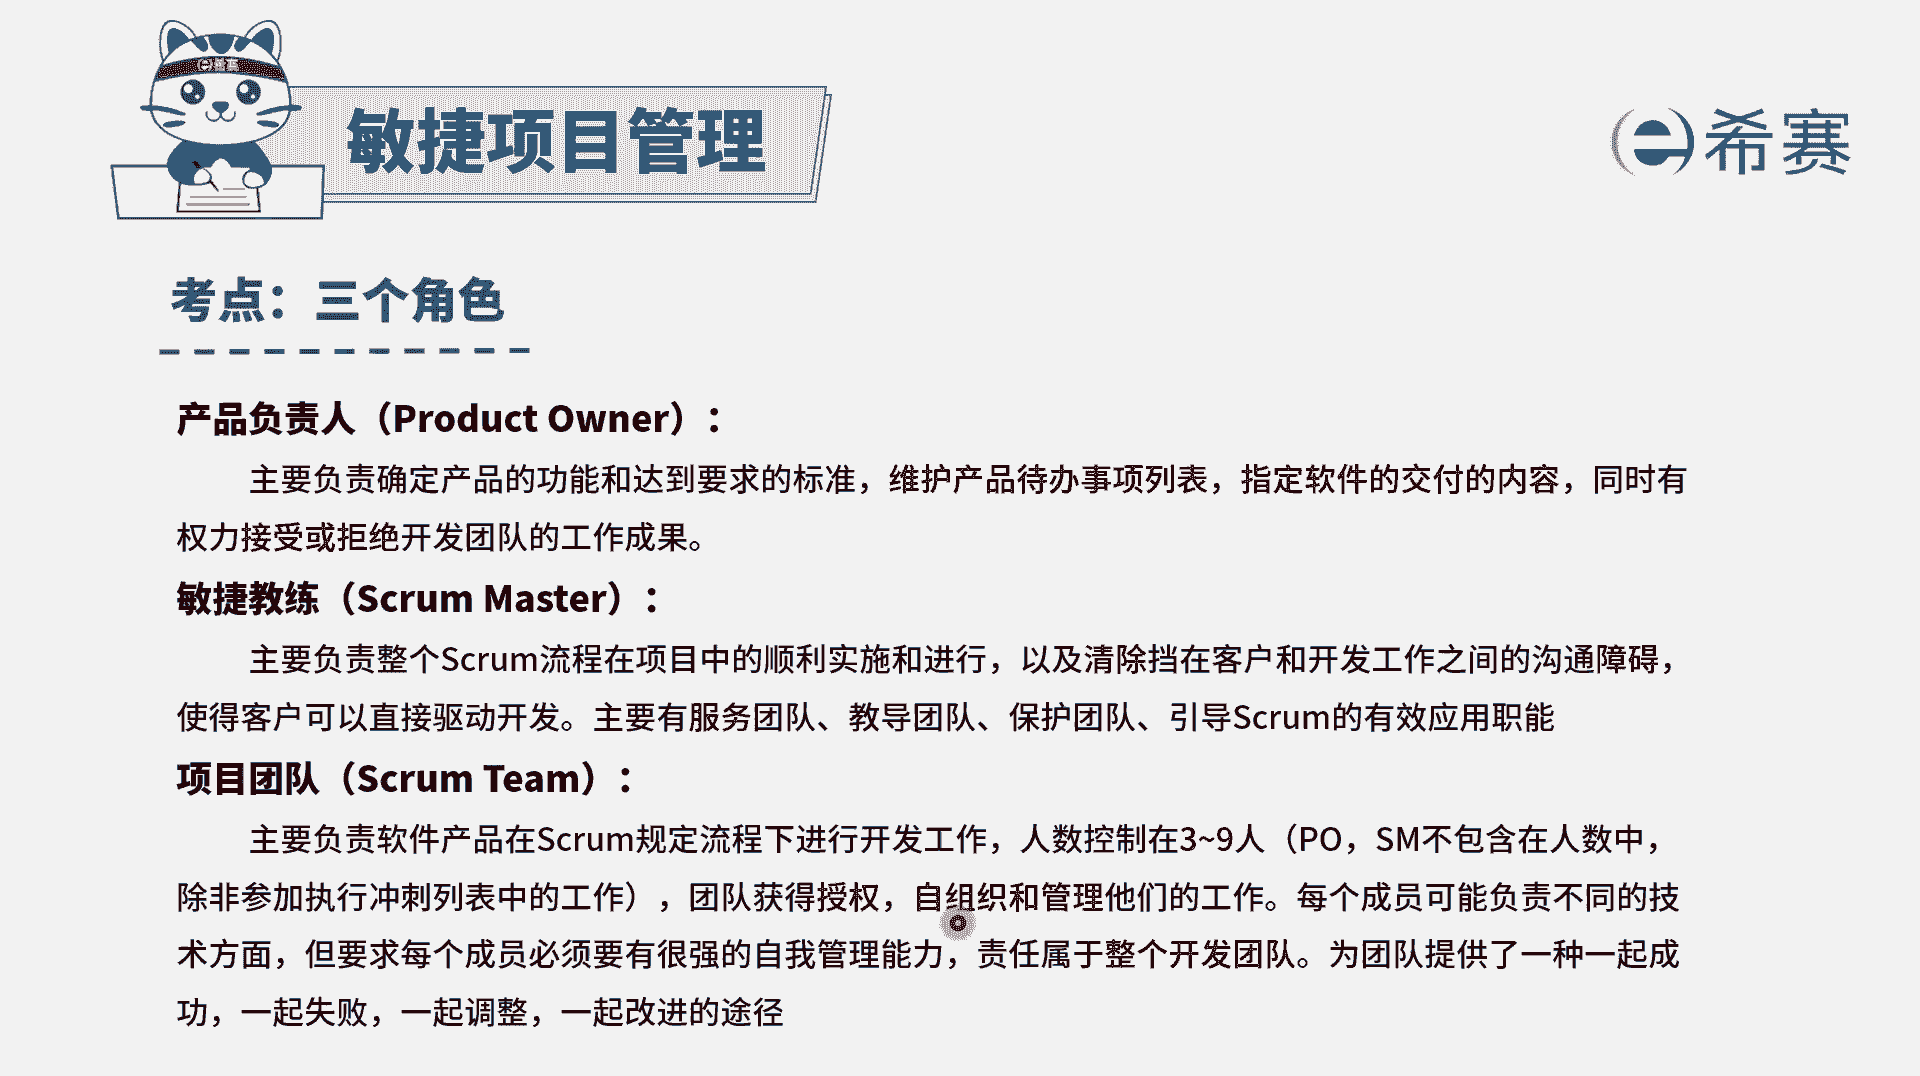 敏捷项目管理
希赛
考点：三个角色
产品负责人（Product Owner）：
主要负责确定产品的功能和达到要求的标准，维护产品待办事项列表，指定软件的交付的内容，同时有
权力接受或拒绝开发团队的工作成果。
敏捷教练（Scrum Master）：
主要负责整个Scrum流程在项目中的顺利实施和进行，以及清除挡在客户和开发工作之间的沟通障碍，
使得客户可以直接驱动开发。主要有服务团队、教导团队、保护团队、引导Scrum的有效应用职能
项目团队（Scrum Team）：
主要负责软件产品在Scrum规定流程下进行开发工作，人数控制在3~9人（PO，SM不包含在人数中，
除非参加执行冲刺列表中的工作），团队获得授权，自组织和管理他们的工作。每个成员可能负责不同的技
术方面，但要求每个成员必须要有很强的自我管理能力，责任属于整个开发团队。为团队提供了一种一起成
功，一起失败，一起调整，一起改进的途径